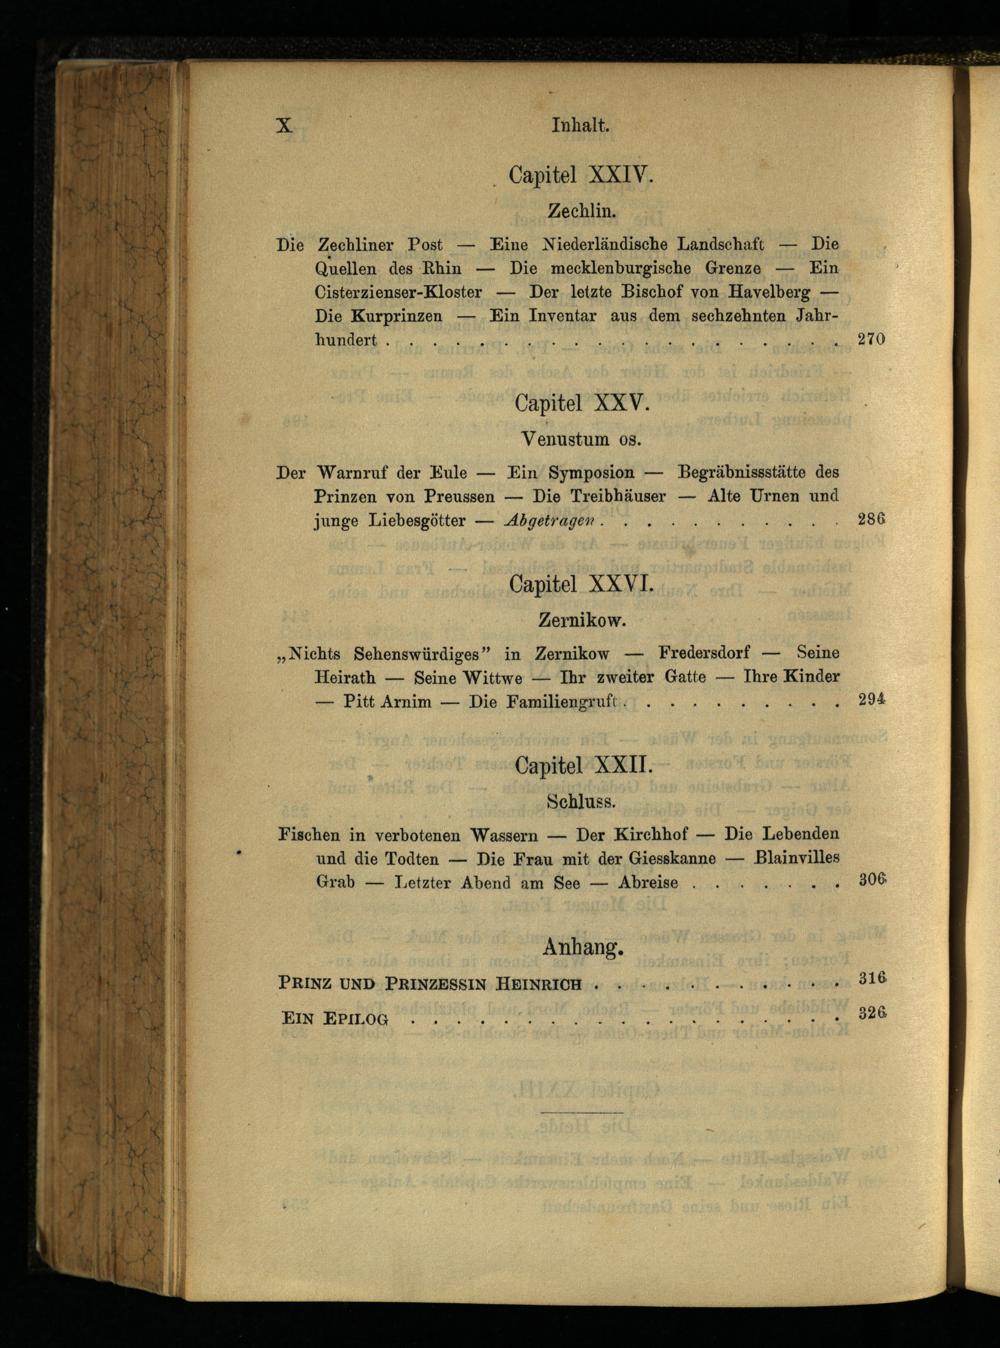 X Inhalt.
Capitel XXIV.
Zechlin.
Die Zechliner Post — Eine Niederländische Landschaft — Die
Quellen des Rhin — Die mecklenburgische Grenze — Ein
Cisterzienser-Kloster — Der letzte Bischof von Havelberg —
Die Kurprinzen — Ein Inventar aus dem sechzehnten Jahr-
hundert . . . . . . . . . . . . . . . . . . . . 270
Capitel XXV.
Venustum os.
Der Warnruf der Eule — Ein Symposion — Begräbnissstätte des
Prinzen von Preussen — Die Treibhäuser — Alte Urnen und
junge Liebesgötter — Abgetragen . . . . . . . . . . . 286
Capitel XXVI.
Zernikow.
„Nichts Sehenswürdiges” in Zernikow — Fredersdorf — Seine
Heirath — Seine Wittwe — Ihr zweiter Gatte — Ihre Kinder
— Pitt Arnim — Die Familiengruft . . . . . . . . . . 294
Capitel XXII.
Schluss.
Fischen in verbotenen Wassern — Der Kirchhof — Die Lebenden
und die Todten — Die Frau mit der Giesskanne — Blainvilles
Grab — Letzter Abend am See — Abreise . . . . . . . 306
Anhang.
PRINZ UND PRINZESSIN HEINRICH . . . . . . . . . . . 316
EIN EPILOG . . . . . . . . . . . . . . . . . . . 326